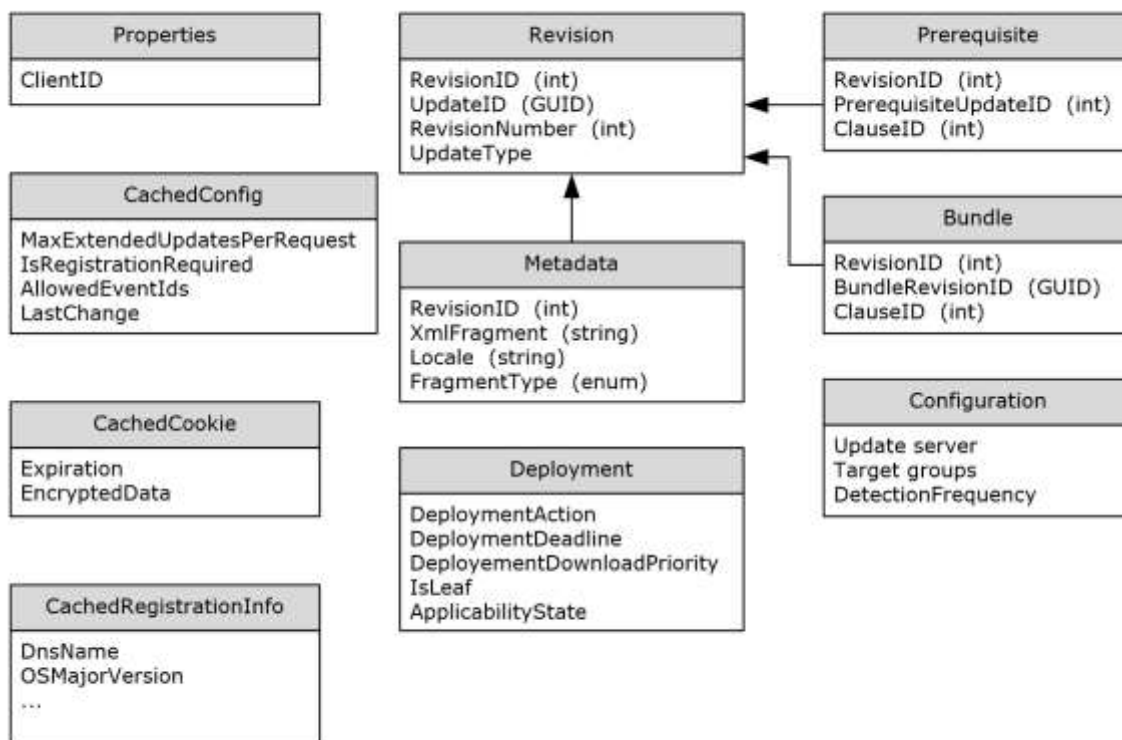 Properties
ClientID
CachedConfig
MaxExtendedUpdatesPerRequest
IsRegistrationRequired
AllowedEventIds
LastChange
CachedCookie
Expiration
EncryptedData
CachedRegistrationInfo
DnsName
OSMajorVersion
...
Revision
RevisionID (int)
UpdateID (GUID)
RevisionNumber (int)
UpdateType
Metadata
RevisionID (int)
XmlFragment (string)
Locale (string)
FragmentType (enum)
Deployment
DeploymentAction
DeploymentDeadline
DeployementDownloadPriority
IsLeaf
ApplicabilityState
Prerequisite
RevisionID (int)
PrerequisiteUpdateID (int)
ClauseID (int)
Bundle
RevisionID (int)
BundleRevisionID (GUID)
ClauseID (int)
Configuration
Update server
Target groups
DetectionFrequency